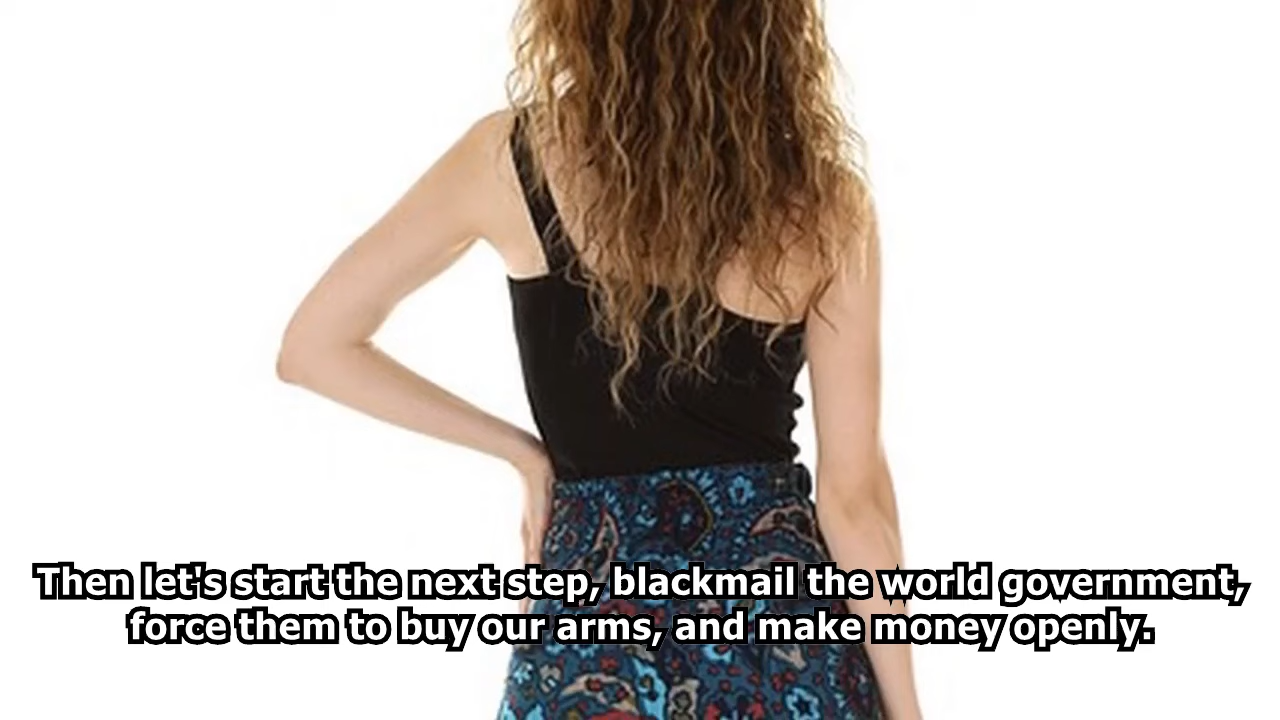 Then let's start the next step, blackmail the world government,
force them to buy our arms, and make money openly.